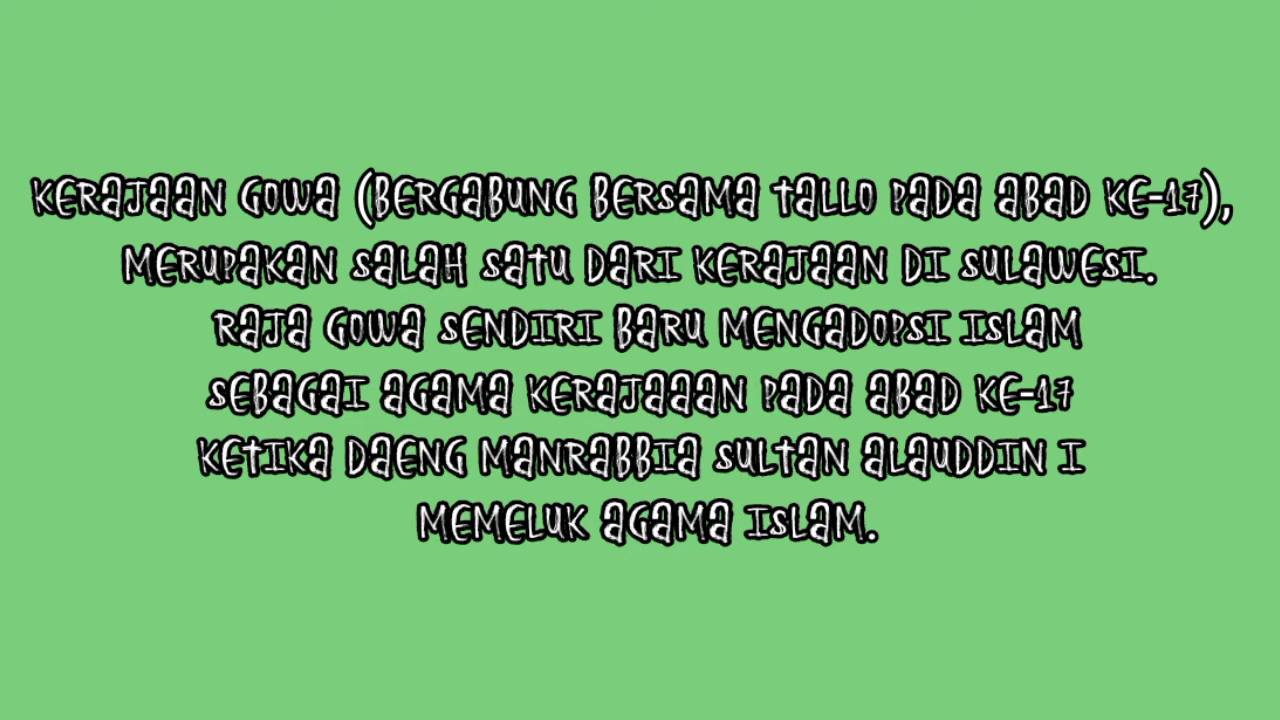 KERAJAAN GOWA (BERGABUNG BERSAMA TALLO PADA ABAD KE-17),
MERUPAKAN SALAH SATU DARI KERAJAAN DI SULAWESI.
RAJA GOWA SENDIRI BARU MENGADOPSI ISLAM
SEBAGAI AGAMA KERAJAAAN PADA ABAD KE-17
KETIKA DAENG MANRABBIA SULTAN ALAUDDIN I
MEMELUK AGAMA ISLAM.